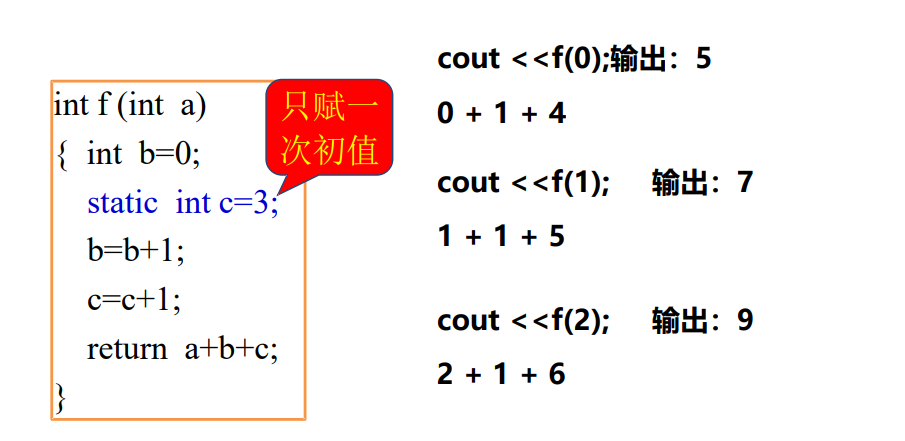 int f (int a)
{ int b=0;
static int c=3;
b=b+1;
c=c+1;
return a+b+c;
}
只赋一
次初值
cout <<f(0);输出：5
0 + 1 + 4
cout <<f(1); 输出：7
1 + 1 + 5
cout <<f(2); 输出：9
2 + 1 + 6